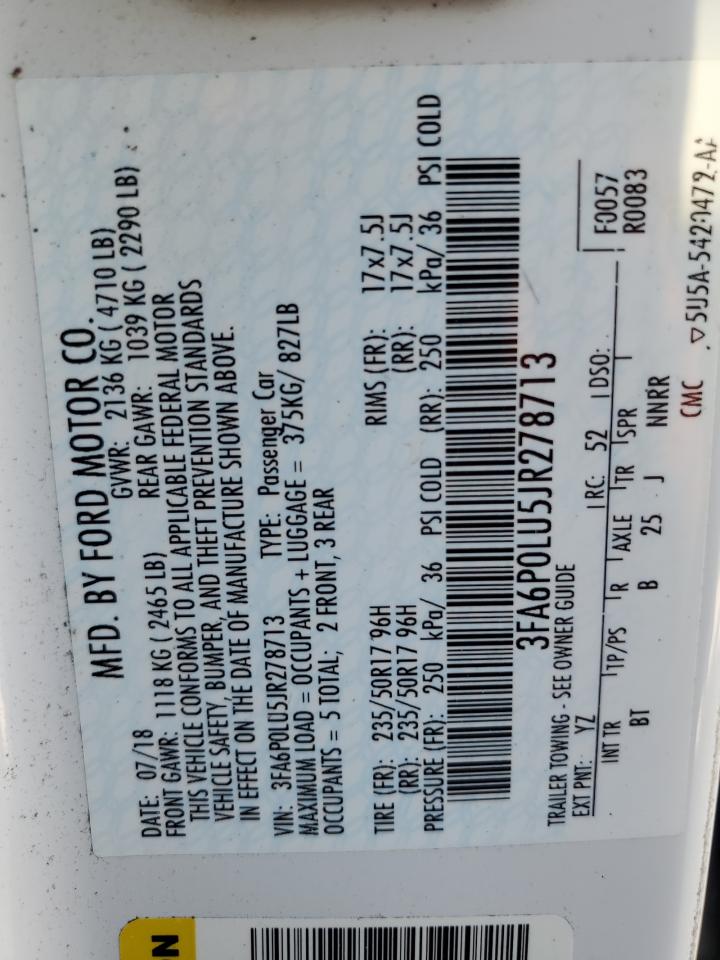 MFD. BY FORD MOTOR CO.
DATE: 07/18 GVWR: 2136 KG ( 4710 LB)
FRONT GAWR: 1118 KG ( 2465 LB) REAR GAWR: 1039 KG ( 2290 LB)
THIS VEHICLE CONFORMS TO ALL APPLICABLE FEDERAL MOTOR
VEHICLE SAFETY, BUMPER, AND THEFT PREVENTION STANDARDS
IN EFFECT ON THE DATE OF MANUFACTURE SHOWN ABOVE.
VIN: 3FA6P0LU5JR278713 TYPE: Passenger Car
MAXIMUM LOAD = OCCUPANTS + LUGGAGE = 375KG/ 827LB
OCCUPANTS = 5 TOTAL; 2 FRONT, 3 REAR
TIRE (FR): 235/50R17 96H RIMS (FR): 17x7.5J
(RR): 235/50R17 96H (RR): 17x7.5J
PRESSURE (FR): 250 kPa/ 36 PSI COLD (RR): 250 kPa/ 36 PSI COLD
3FA6P0LU5JR278713
TRAILER TOWING - SEE OWNER GUIDE
EXT PNT: YZ RC: 52 DSO: F0057
R0083
INT TR TP/PS R AXLE TR SPR
BT B 25 J NNRR
CMC